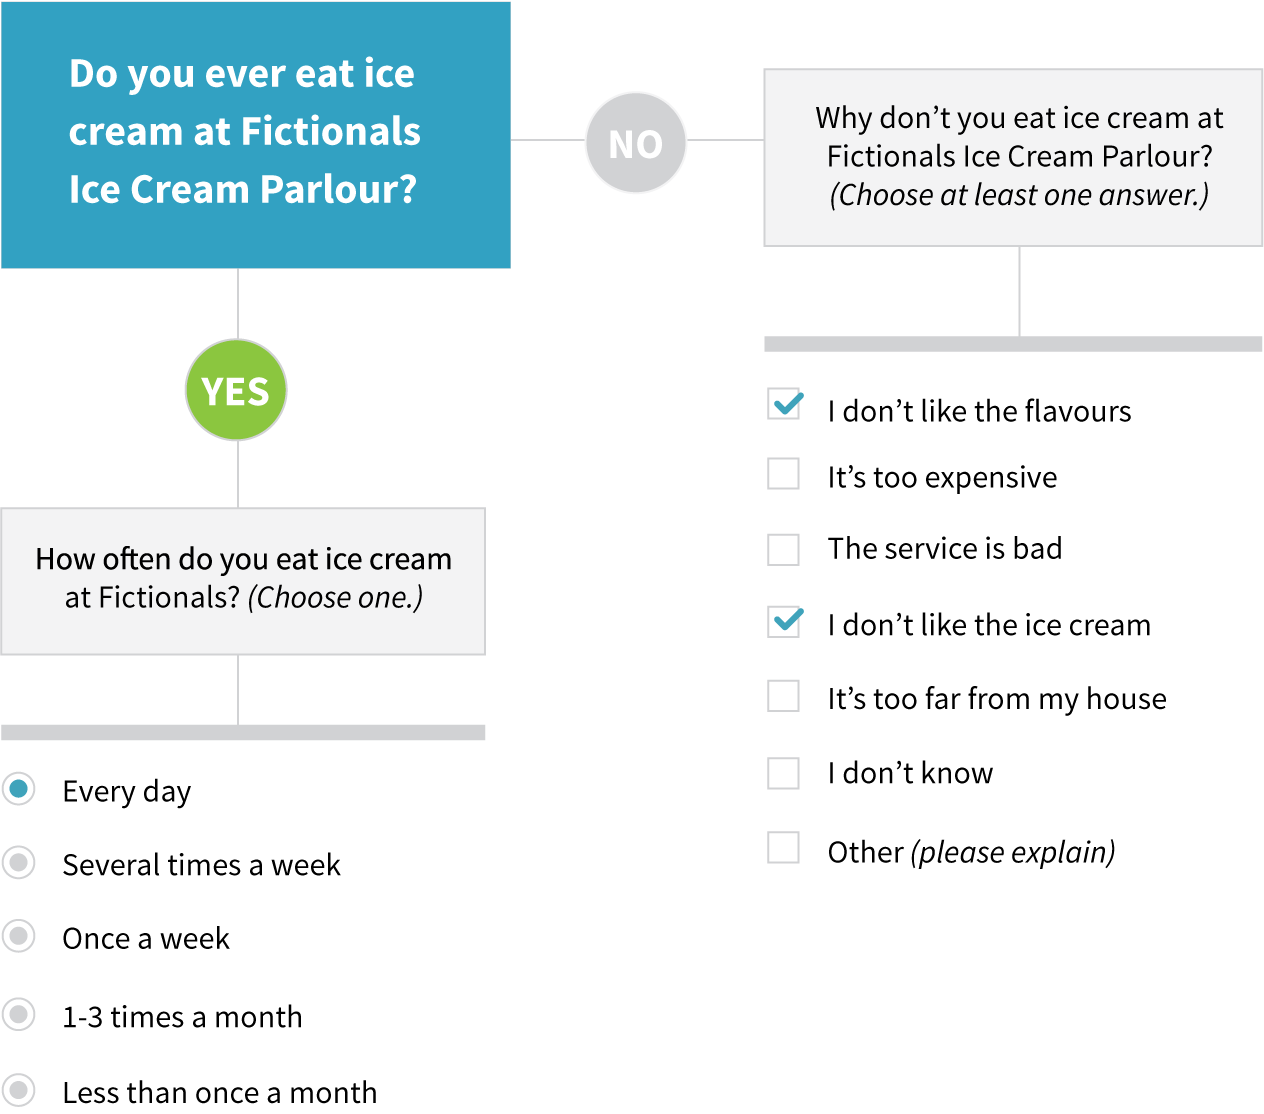 Do you ever eat ice
cream at Fictionals
Ice Cream Parlour?
NO
Why don’t you eat ice cream at
Fictionals Ice Cream Parlour?
(Choose at least one answer.)
I don’t like the flavours
It’s too expensive
The service is bad
I don’t like the ice cream
It’s too far from my house
I don’t know
Other (please explain)
YES
How often do you eat ice cream
at Fictionals? (Choose one.)
Every day
Several times a week
Once a week
1-3 times a month
Less than once a month